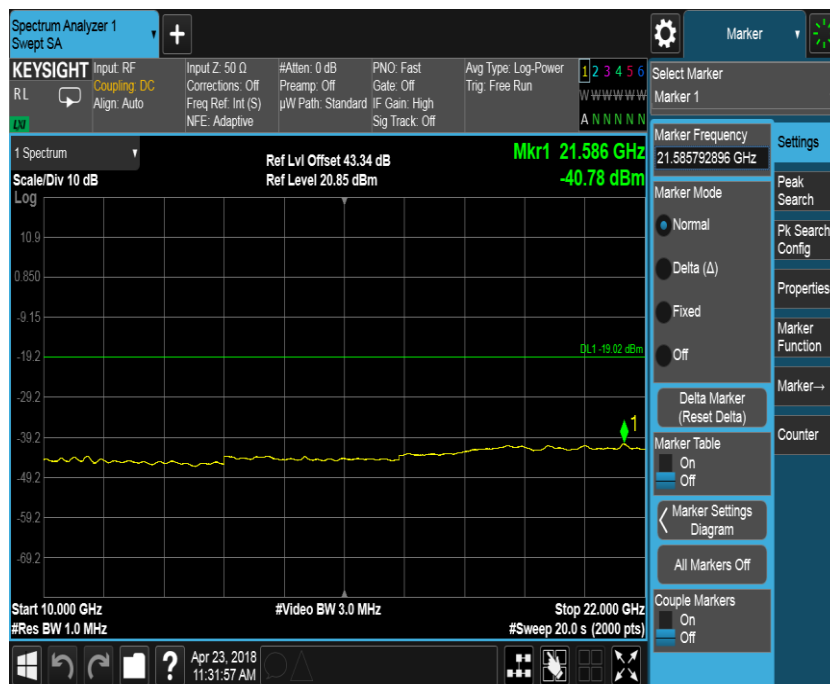 Spectrum Analyzer 1
Swept SA
Marker
KEYSIGHT
RL
LXI
Input: RF
Coupling: DC
Align: Auto
Input Z: 50 Ω
Corrections: Off
Freq Ref: Int (S)
NFE: Adaptive
#Atten: 0 dB
Preamp: Off
µW Path: Standard
PNO: Fast
Gate: Off
IF Gain: High
Sig Track: Off
Avg Type: Log-Power
Trig: Free Run
1 2 3 4 5 6
W W W W W W
A N N N N N
Select Marker
Marker 1
1 Spectrum
Scale/Div 10 dB
Ref Lvl Offset 43.34 dB
Ref Level 20.85 dBm
Mkr1 21.586 GHz
-40.78 dBm
Log
10.9
0.850
-9.15
-19.2
-29.2
-39.2
-49.2
-59.2
-69.2
DL1 -19.02 dBm
1
Start 10.000 GHz
#Res BW 1.0 MHz
#Video BW 3.0 MHz
Stop 22.000 GHz
#Sweep 20.0 s (2000 pts)
Marker Frequency
21.585792896 GHz
Marker Mode
Normal
Delta (Δ)
Fixed
Off
Delta Marker
(Reset Delta)
Marker Table
On
Off
Marker Settings
Diagram
All Markers Off
Couple Markers
On
Off
Settings
Peak
Search
Pk Search
Config
Properties
Marker
Function
Marker→
Counter
?
Apr 23, 2018
11:31:57 AM